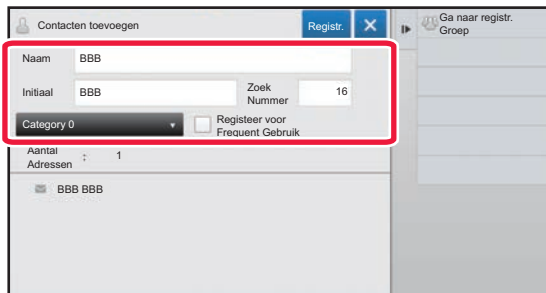 Contacten toevoegen
Registr.
Ga naar registr.
Groep
Naam
BBB
Initiaal
BBB
Zoek
Nummer
16
Category 0
Registeer voor
Frequent Gebruik
Aantal
Adressen
:
1
BBB BBB